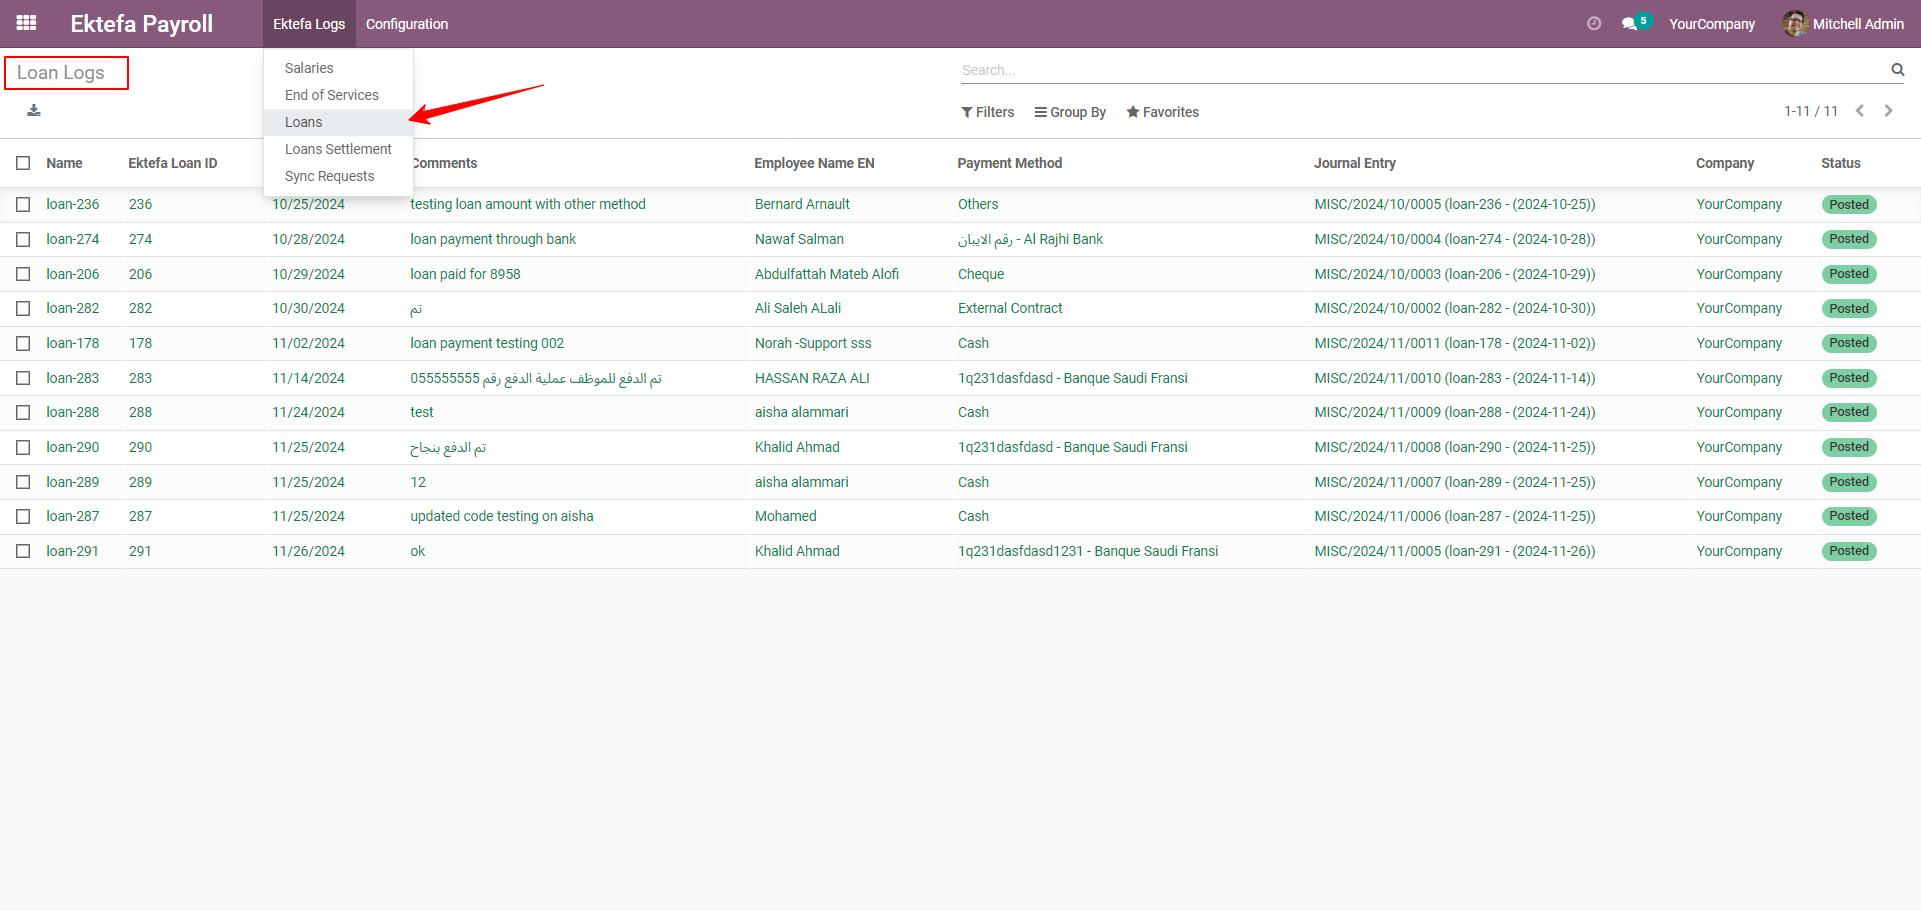 Ektefa Payroll Ektefa Logs Configuration 5 YourCompany Mitchell Admin
Loan Logs
Search...
Salaries
End of Services
Loans
Loans Settlement
Sync Requests
Filters Group By Favorites 1-11 / 11
Name Ektefa Loan ID Comments Employee Name EN Payment Method Journal Entry Company Status
loan-236 236 10/25/2024 testing loan amount with other method Bernard Arnault Others MISC/2024/10/0005 (loan-236 - (2024-10-25)) YourCompany Posted
loan-274 274 10/28/2024 loan payment through bank Nawaf Salman رقم الايبان - Al Rajhi Bank MISC/2024/10/0004 (loan-274 - (2024-10-28)) YourCompany Posted
loan-206 206 10/29/2024 loan paid for 8958 Abdulfattah Mateb Alofi Cheque MISC/2024/10/0003 (loan-206 - (2024-10-29)) YourCompany Posted
loan-282 282 10/30/2024 تم Ali Saleh ALali External Contract MISC/2024/10/0002 (loan-282 - (2024-10-30)) YourCompany Posted
loan-178 178 11/02/2024 loan payment testing 002 Norah -Support sss Cash MISC/2024/11/0011 (loan-178 - (2024-11-02)) YourCompany Posted
loan-283 283 11/14/2024 تم الدفع للموظف عملية الدفع رقم 055555555 HASSAN RAZA ALI 1q231dasfdasd - Banque Saudi Fransi MISC/2024/11/0010 (loan-283 - (2024-11-14)) YourCompany Posted
loan-288 288 11/24/2024 test aisha alammari Cash MISC/2024/11/0009 (loan-288 - (2024-11-24)) YourCompany Posted
loan-290 290 11/25/2024 تم الدفع بنجاح Khalid Ahmad 1q231dasfdasd - Banque Saudi Fransi MISC/2024/11/0008 (loan-290 - (2024-11-25)) YourCompany Posted
loan-289 289 11/25/2024 12 aisha alammari Cash MISC/2024/11/0007 (loan-289 - (2024-11-25)) YourCompany Posted
loan-287 287 11/25/2024 updated code testing on aisha Mohamed Cash MISC/2024/11/0006 (loan-287 - (2024-11-25)) YourCompany Posted
loan-291 291 11/26/2024 ok Khalid Ahmad 1q231dasfdasd1231 - Banque Saudi Fransi MISC/2024/11/0005 (loan-291 - (2024-11-26)) YourCompany Posted